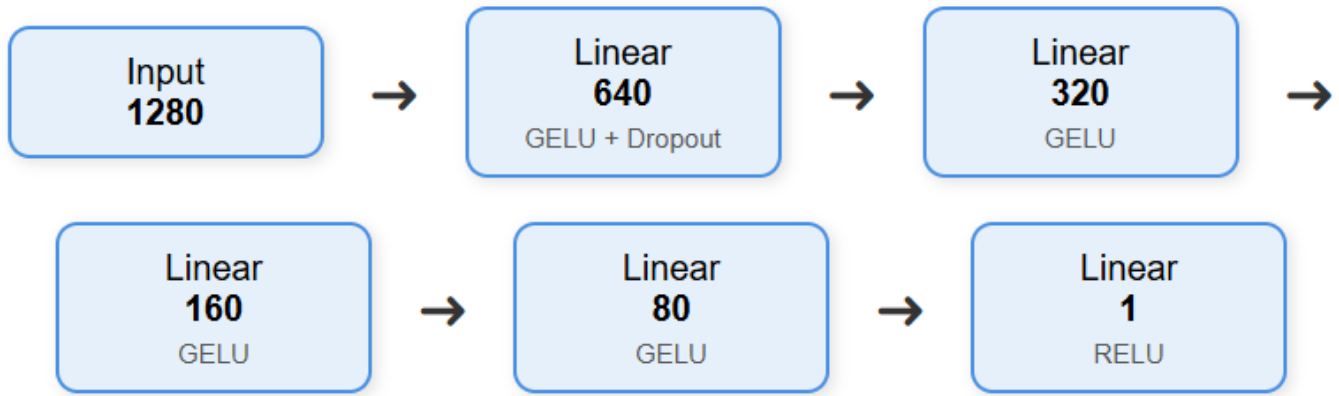 Input
1280
Linear
640
GELU + Dropout
Linear
320
GELU
Linear
160
GELU
Linear
80
GELU
Linear
1
RELU